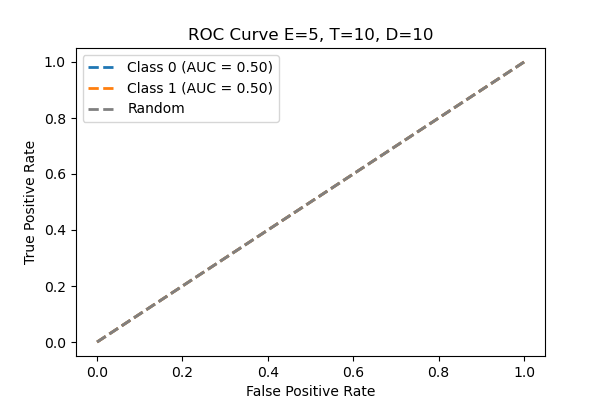 ROC Curve E=5, T=10, D=10
1.0
0.8
0.6
0.4
0.2
0.0
True Positive Rate
Class 0 (AUC = 0.50)
Class 1 (AUC = 0.50)
Random
0.0 0.2 0.4 0.6 0.8 1.0
False Positive Rate